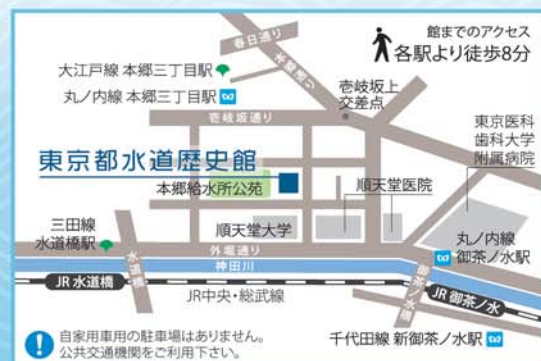 館までのアクセス
各駅より徒歩8分
春日通り
本郷通り
大江戸線 本郷三丁目駅
丸ノ内線 本郷三丁目駅
壱岐坂上
交差点
壱岐坂通り
東京医科
歯科大学
附属病院
東京都水道歴史館
本郷給水所公苑
順天堂医院
三田線
水道橋駅
順天堂大学
外堀通り
神田川
水道橋
丸ノ内線
御茶ノ水駅
御茶ノ水
JR 水道橋
JR中央・総武線
JR 御茶ノ水
自家用車用の駐車場はありません。
公共交通機関をご利用下さい。
千代田線 新御茶ノ水駅